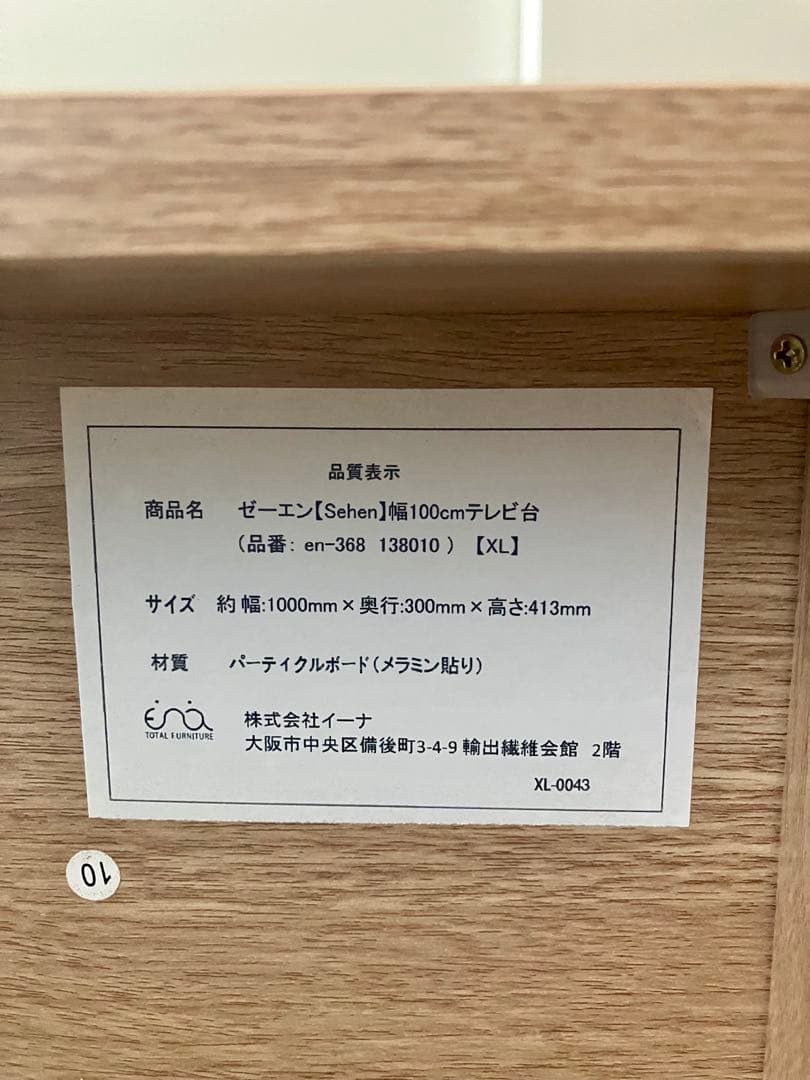 品質表示
商品名 ゼーエン【Sehen】幅100cmテレビ台
（品番: en-368 138010 ）【XL】
サイズ 約 幅:1000mm×奥行:300mm×高さ:413mm
材質 パーティクルボード（メラミン貼り）
ena
TOTAL FURNITURE
株式会社イーナ
大阪市中央区備後町3-4-9 輸出繊維会館 2階
XL-0043
10